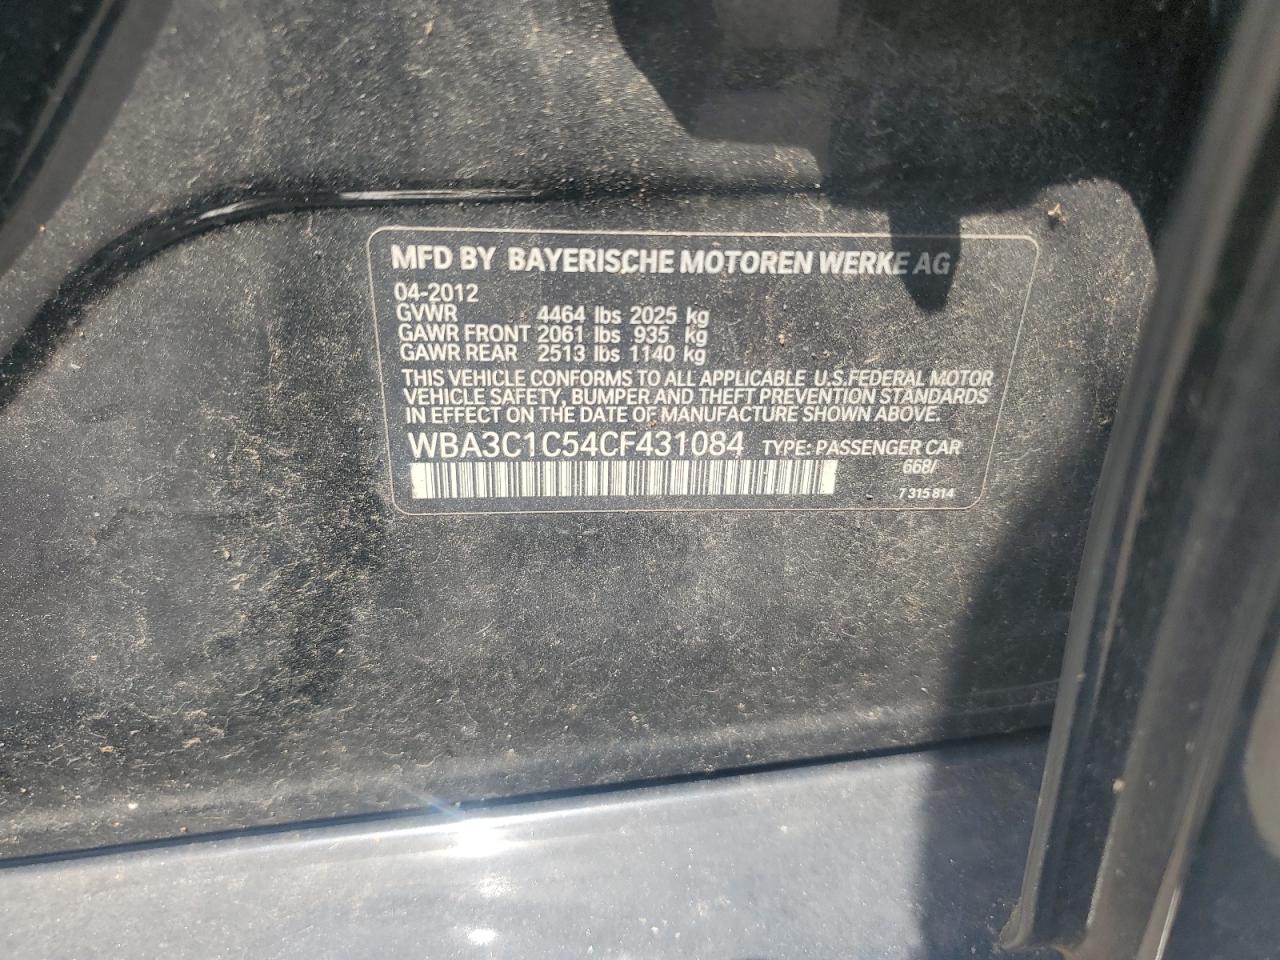 MFD BY BAYERISCHE MOTOREN WERKE AG
04-2012
GVWR 4464 lbs 2025 kg
GAWR FRONT 2061 lbs 935 kg
GAWR REAR 2513 lbs 1140 kg
THIS VEHICLE CONFORMS TO ALL APPLICABLE U.S.FEDERAL MOTOR
VEHICLE SAFETY, BUMPER AND THEFT PREVENTION STANDARDS
IN EFFECT ON THE DATE OF MANUFACTURE SHOWN ABOVE.
WBA3C1C54CF431084 TYPE: PASSENGER CAR
668/
7 315 814